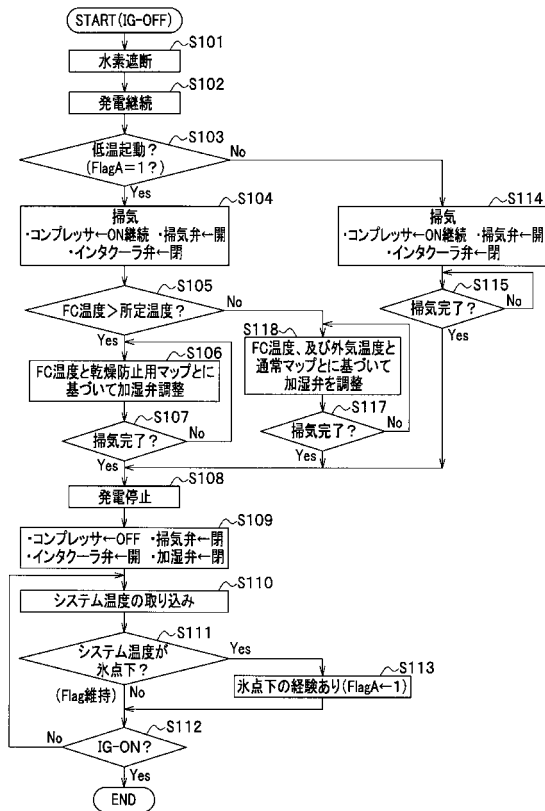 START(IG-OFF)
S101
水素遮断
S102
発電継続
S103
低温起動?
(FlagA=1?)
No
Yes
S104
掃気
・コンプレッサ←ON継続 ・掃気弁←開
・インタクーラ弁←閉
S114
掃気
・コンプレッサ←ON継続 ・掃気弁←開
・インタクーラ弁←閉
S105
FC温度>所定温度?
No
Yes
S115
掃気完了?
No
Yes
S106
FC温度と乾燥防止用マップとに
基づいて加湿弁調整
S118
FC温度、及び外気温度と
通常マップとに基づいて
加湿弁を調整
S107
掃気完了?
No
Yes
S117
掃気完了?
No
Yes
S108
発電停止
S109
・コンプレッサ←OFF ・掃気弁←閉
・インタクーラ弁←開 ・加湿弁←閉
S110
システム温度の取り込み
S111
システム温度が
氷点下?
Yes
(Flag維持)
No
S113
氷点下の経験あり(FlagA←1)
S112
IG-ON?
No
Yes
END